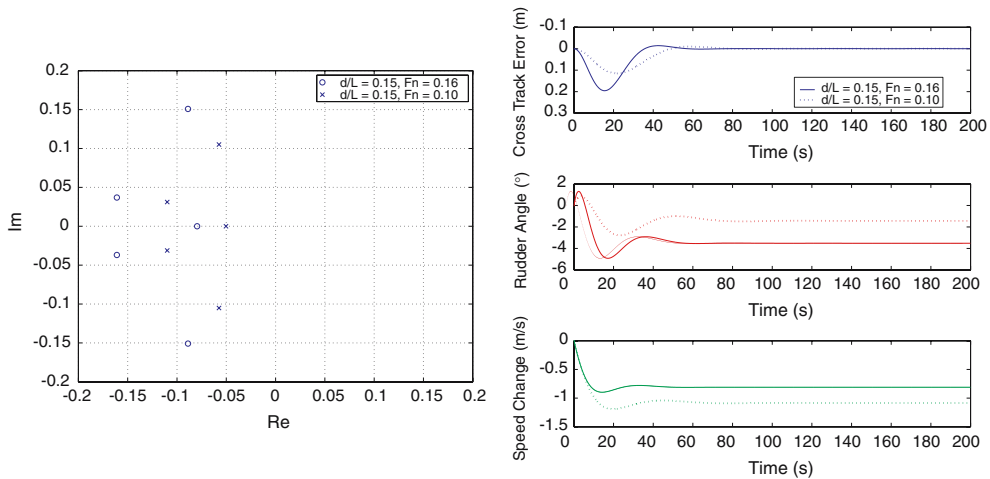 0.2
0.15
0.1
0.05
0
-0.05
-0.1
-0.15
-0.2
Im
d/L = 0.15, Fn = 0.16
d/L = 0.15, Fn = 0.10
-0.2 -0.15 -0.1 -0.05 0 0.05 0.1 0.15 0.2
Re
-0.1
0
0.1
0.2
0.3
Cross Track Error (m)
d/L = 0.15, Fn = 0.16
d/L = 0.15, Fn = 0.10
0 20 40 60 80 100 120 140 160 180 200
Time (s)
2
0
-2
-4
-6
Rudder Angle (°)
0 20 40 60 80 100 120 140 160 180 200
Time (s)
0
-0.5
-1
-1.5
Speed Change (m/s)
0 20 40 60 80 100 120 140 160 180 200
Time (s)